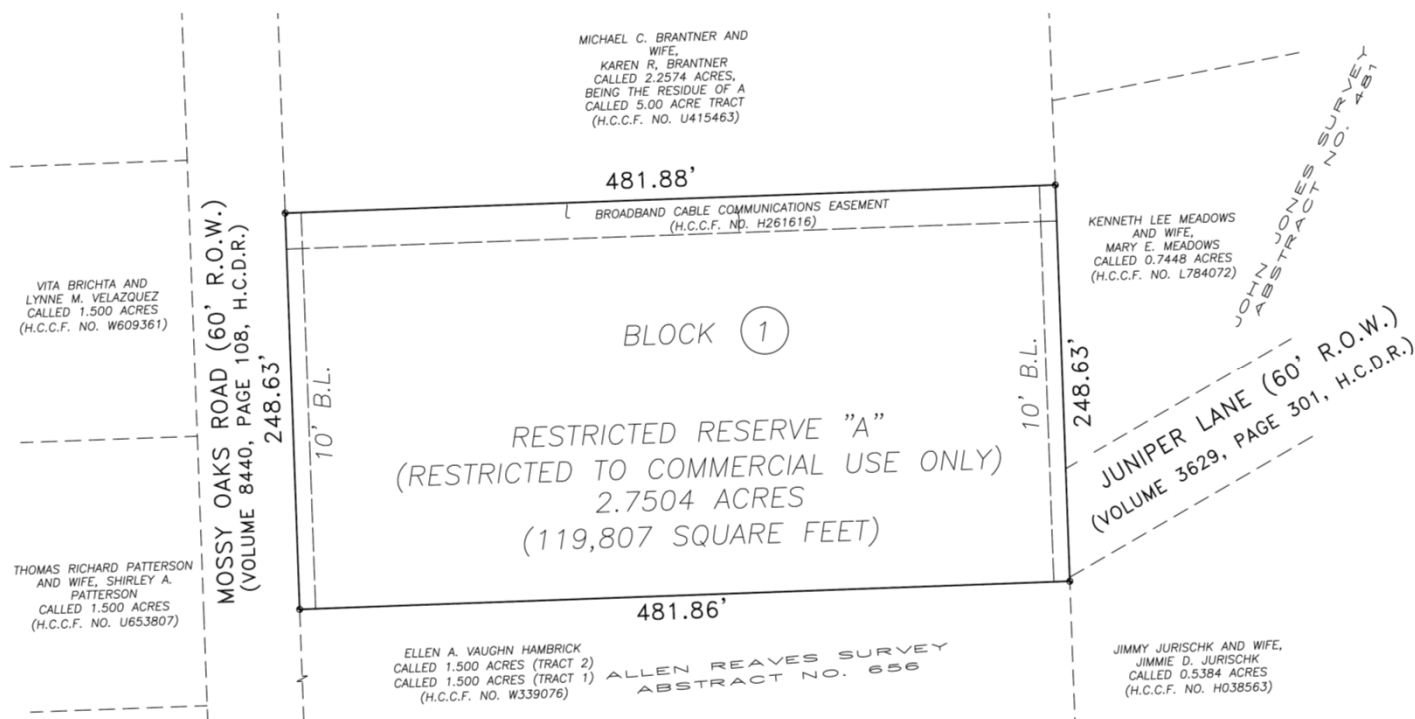 MICHAEL C. BRANTNER AND
WIFE,
KAREN R, BRANTNER
CALLED 2.2574 ACRES,
BEING THE RESIDUE OF A
CALLED 5.00 ACRE TRACT
(H.C.C.F. NO. U415463)
JOHN JONES SURVEY
ABSTRACT NO. 481
481.88'
BROADBAND CABLE COMMUNICATIONS EASEMENT
(H.C.C.F. NO. H261616)
KENNETH LEE MEADOWS
AND WIFE,
MARY E. MEADOWS
CALLED 0.7448 ACRES
(H.C.C.F. NO. L784072)
VITA BRICHTA AND
LYNNE M. VELAZQUEZ
CALLED 1.500 ACRES
(H.C.C.F. NO. W609361)
MOSSY OAKS ROAD (60' R.O.W.)
(VOLUME 8440, PAGE 108, H.C.D.R.)
248.63'
10' B.L.
BLOCK 1
10' B.L.
248.63'
RESTRICTED RESERVE "A"
(RESTRICTED TO COMMERCIAL USE ONLY)
2.7504 ACRES
(119,807 SQUARE FEET)
JUNIPER LANE (60' R.O.W.)
(VOLUME 3629, PAGE 301, H.C.D.R.)
THOMAS RICHARD PATTERSON
AND WIFE, SHIRLEY A.
PATTERSON
CALLED 1.500 ACRES
(H.C.C.F. NO. U653807)
481.86'
ELLEN A. VAUGHN HAMBRICK
CALLED 1.500 ACRES (TRACT 2)
CALLED 1.500 ACRES (TRACT 1)
(H.C.C.F. NO. W339076)
ALLEN REAVES SURVEY
ABSTRACT NO. 656
JIMMY JURISCHK AND WIFE,
JIMMIE D. JURISCHK
CALLED 0.5384 ACRES
(H.C.C.F. NO. H038563)